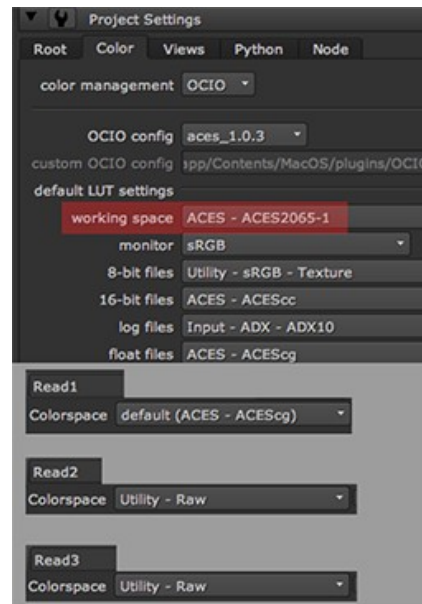 Project Settings
Root Color Views Python Node
color management OCIO
OCIO config aces_1.0.3
custom OCIO config app/Contents/MacOS/plugins/OCIO
default LUT settings
working space ACES - ACES2065-1
monitor sRGB
8-bit files Utility - sRGB - Texture
16-bit files ACES - ACEScc
log files Input - ADX - ADX10
float files ACES - ACEScg
Read1
Colorspace default (ACES - ACEScg)
Read2
Colorspace Utility - Raw
Read3
Colorspace Utility - Raw